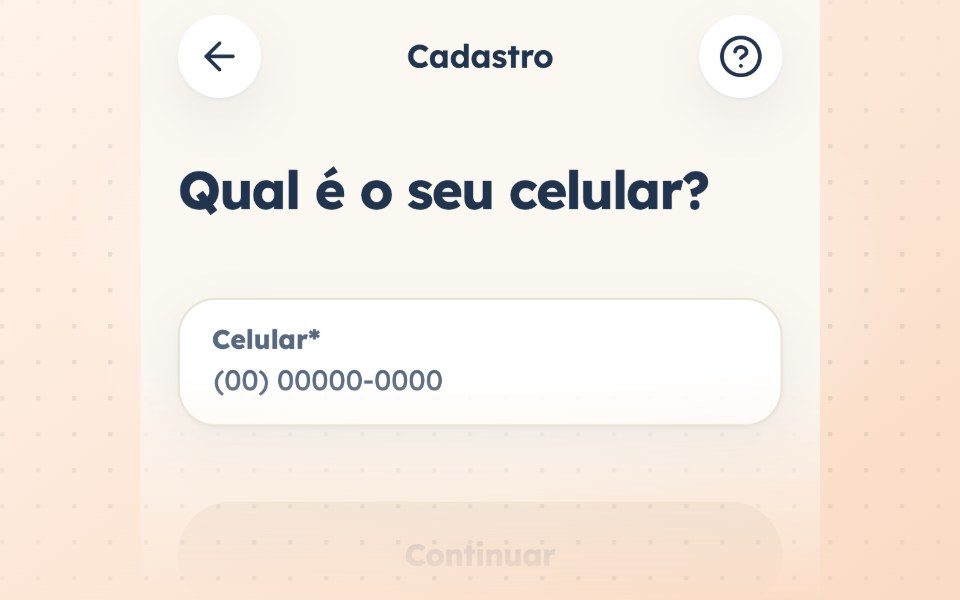 Cadastro
Qual é o seu celular?
Celular*
(00) 00000-0000
Continuar